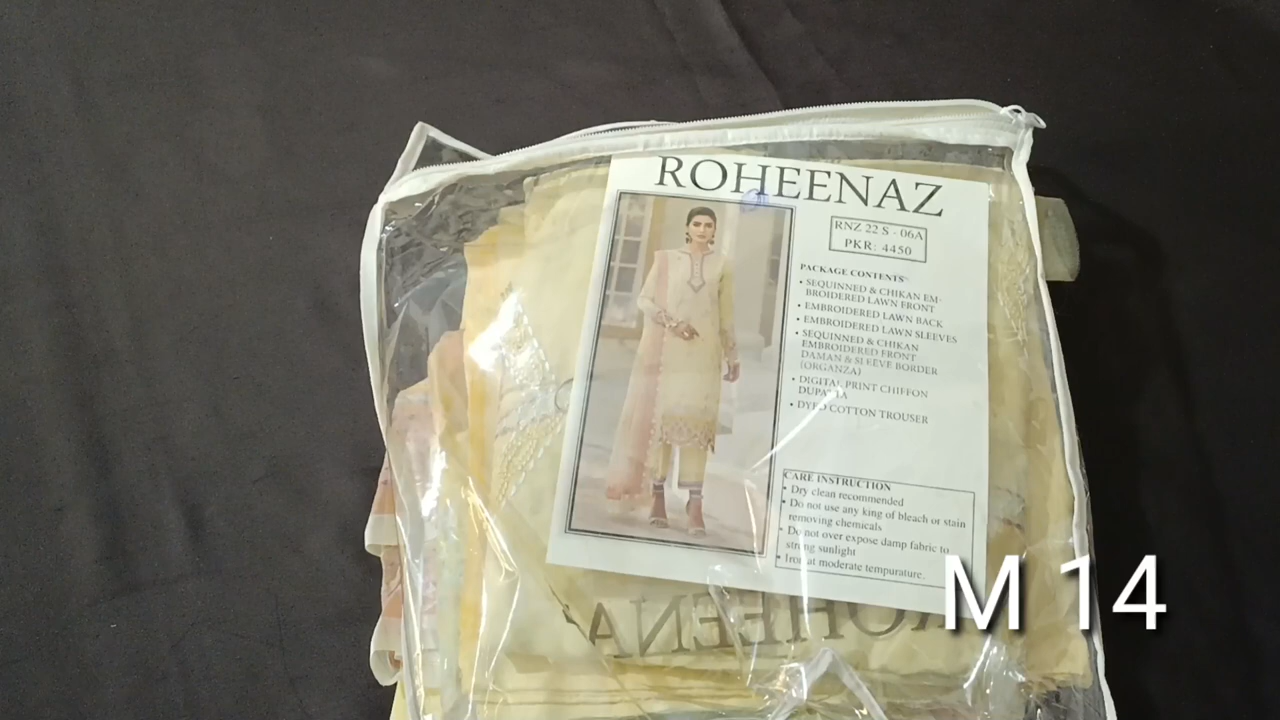 ROHEENAZ
RNZ 22 S - 06A
PKR: 4450
PACKAGE CONTENTS
• SEQUINNED & CHIKAN EM-
BROIDERED LAWN FRONT
• EMBROIDERED LAWN BACK
• EMBROIDERED LAWN SLEEVES
• SEQUINNED & CHIKAN
EMBROIDERED FRONT
DAMAN & SLEEVE BORDER
(ORGANZA)
• DIGITAL PRINT CHIFFON
DUPATTA
• DYED COTTON TROUSER
CARE INSTRUCTION
• Dry clean recommended
• Do not use any king of bleach or stain
removing chemicals
• Do not over expose damp fabric to
strong sunlight
• Iron at moderate tempurature.
M 14
ROHEENA